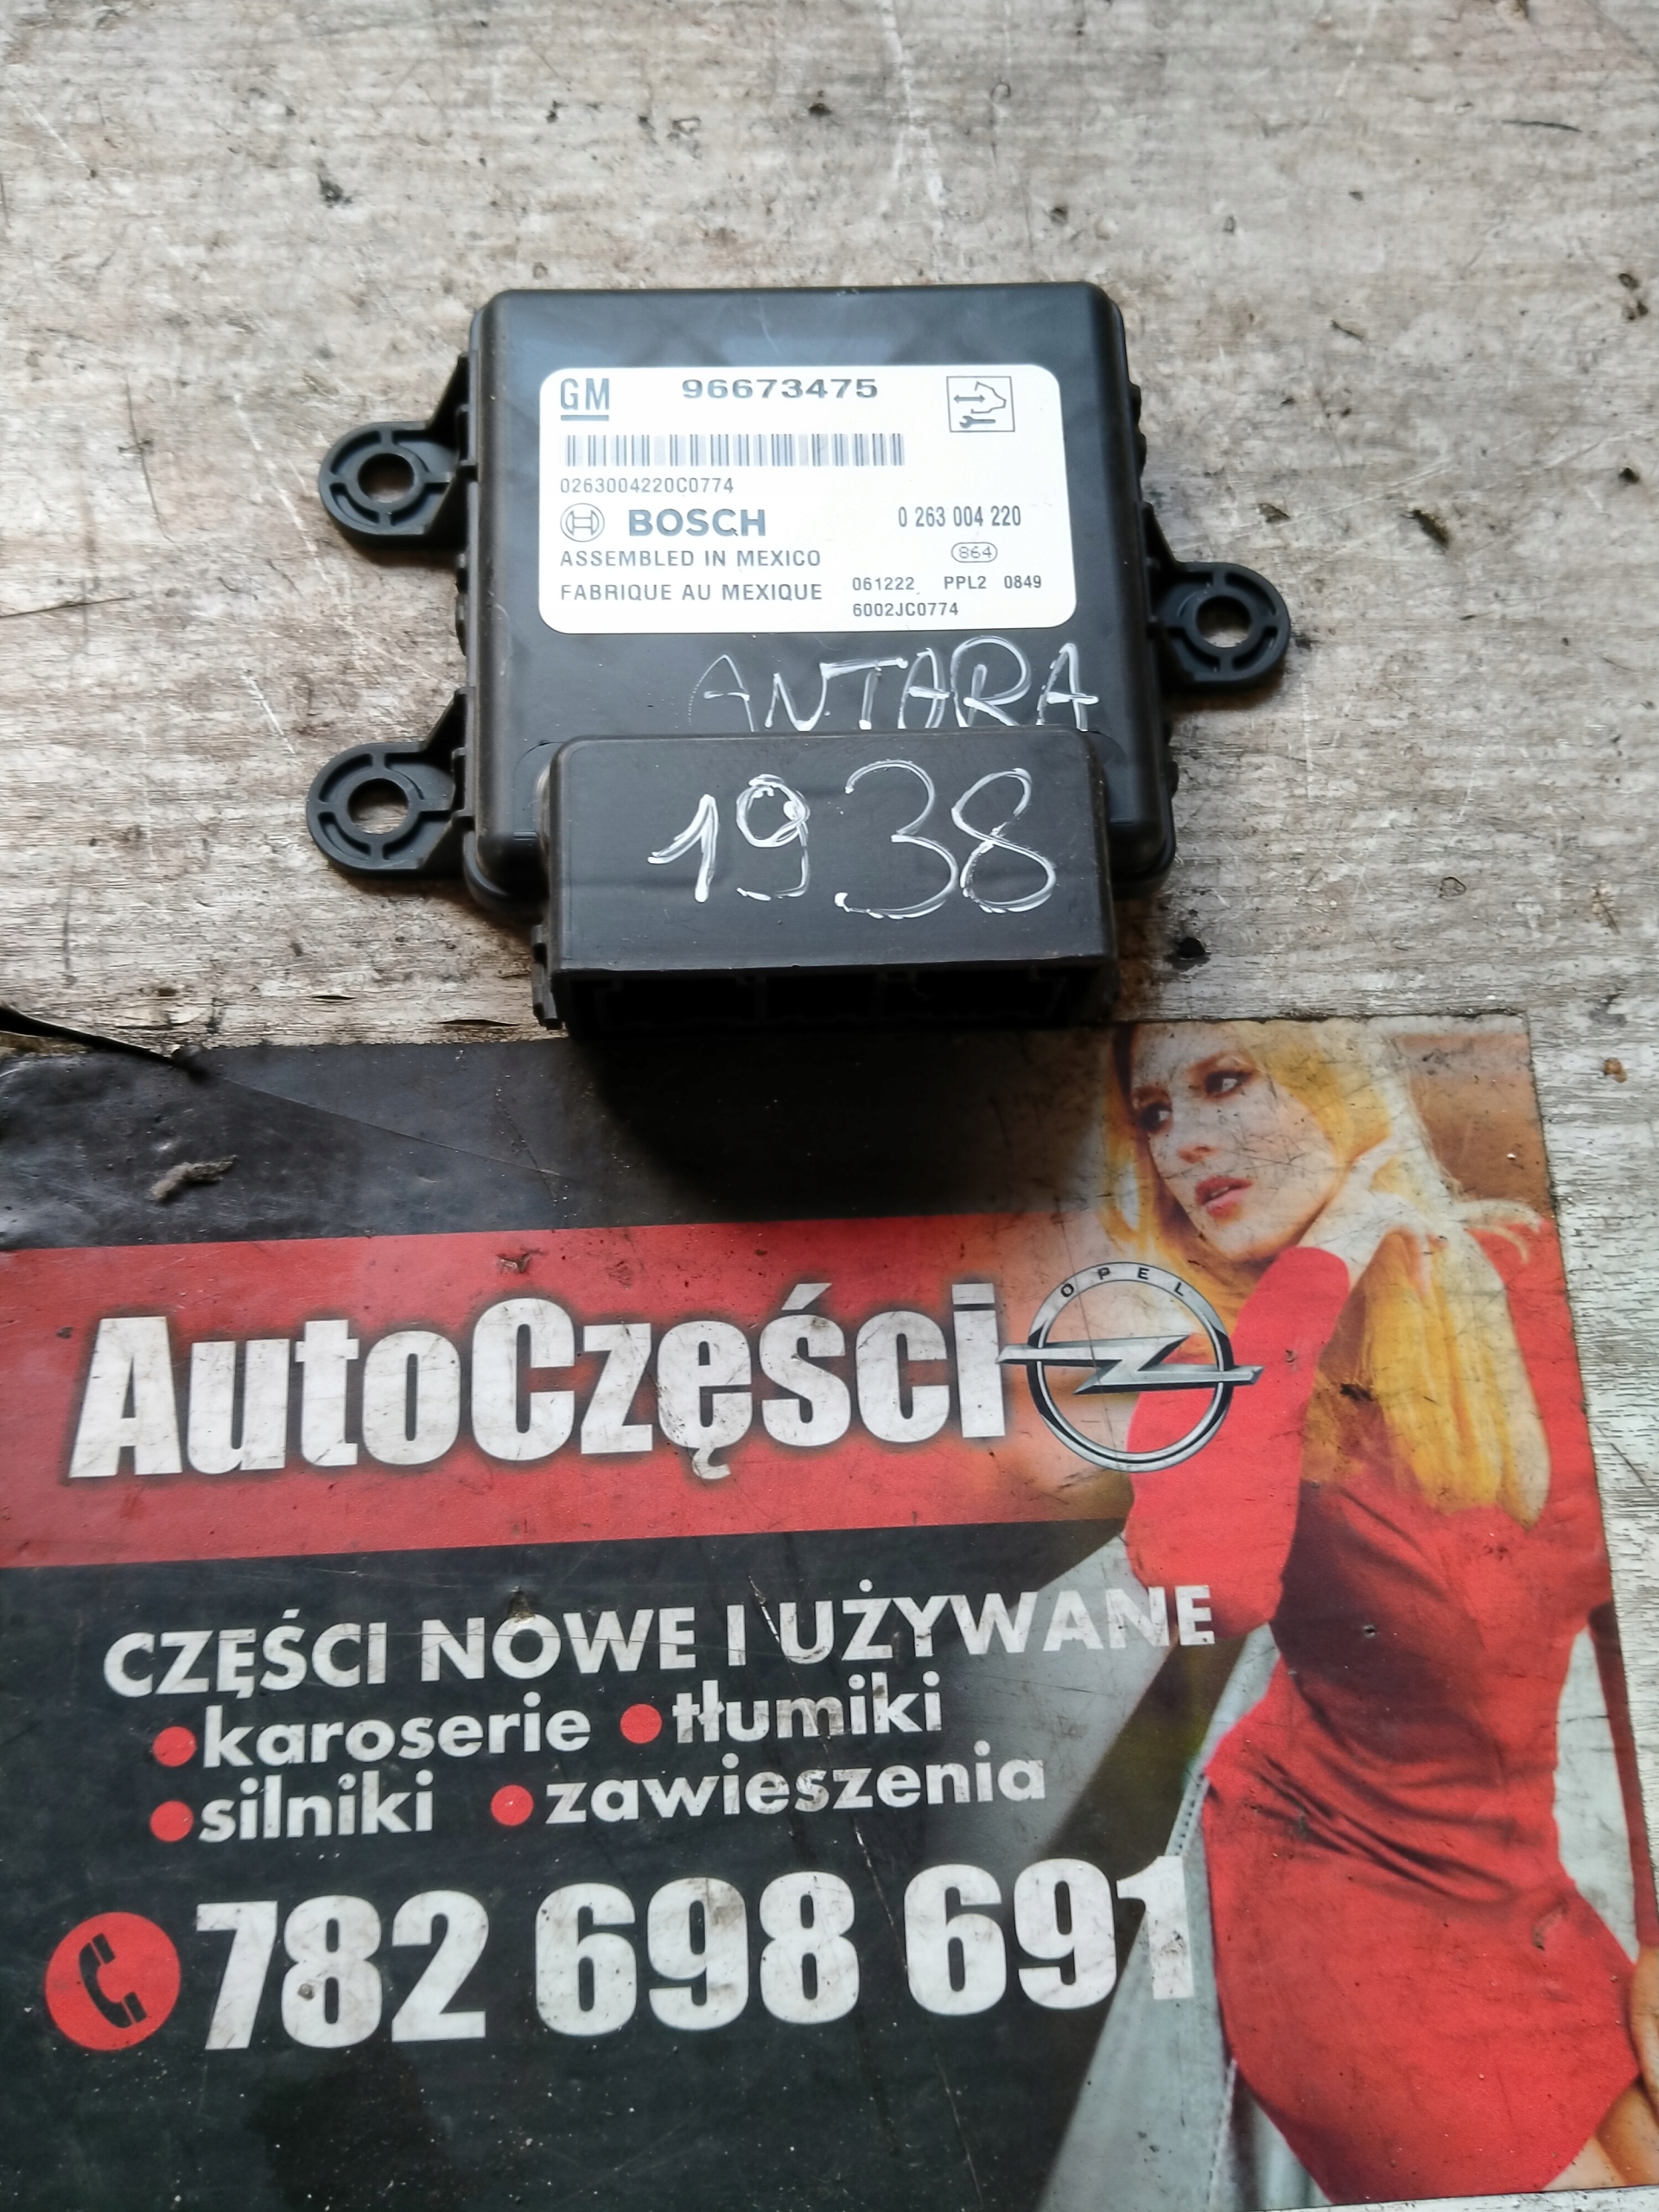 GM 96673475
0263004220C0774
BOSCH 0 263 004 220
ASSEMBLED IN MEXICO 864
FABRIQUE AU MEXIQUE 061222 PPL2 0849
6002JC0774
ANTARA
1938
AutoCzęści OPEL
CZĘŚCI NOWE I UŻYWANE
•karoserie •tłumiki
•silniki •zawieszenia
782 698 691